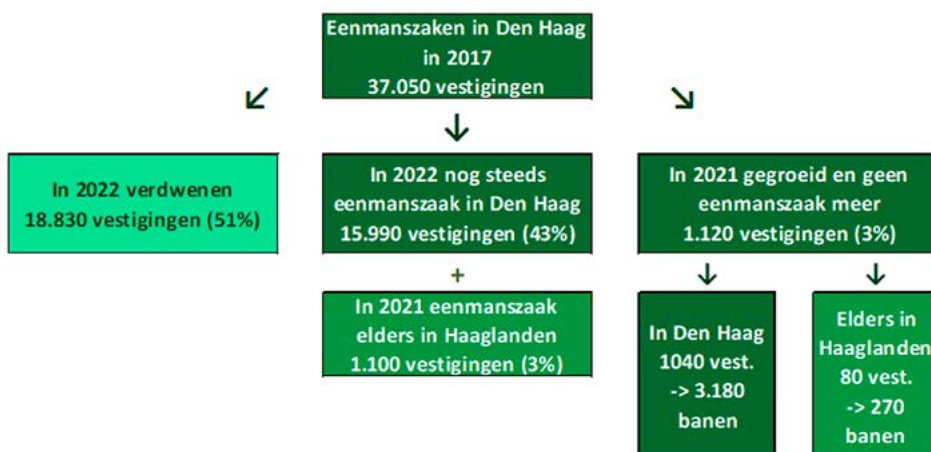 Eenmanszaken in Den Haag
in 2017
37.050 vestigingen
In 2022 verdwenen
18.830 vestigingen (51%)
In 2022 nog steeds
eenmanszaak in Den Haag
15.990 vestigingen (43%)
+
In 2021 eenmanszaak
elders in Haaglanden
1.100 vestigingen (3%)
In 2021 gegroeid en geen
eenmanszaak meer
1.120 vestigingen (3%)
In Den Haag
1040 vest.
-> 3.180
banen
Elders in
Haaglanden
80 vest.
-> 270
banen